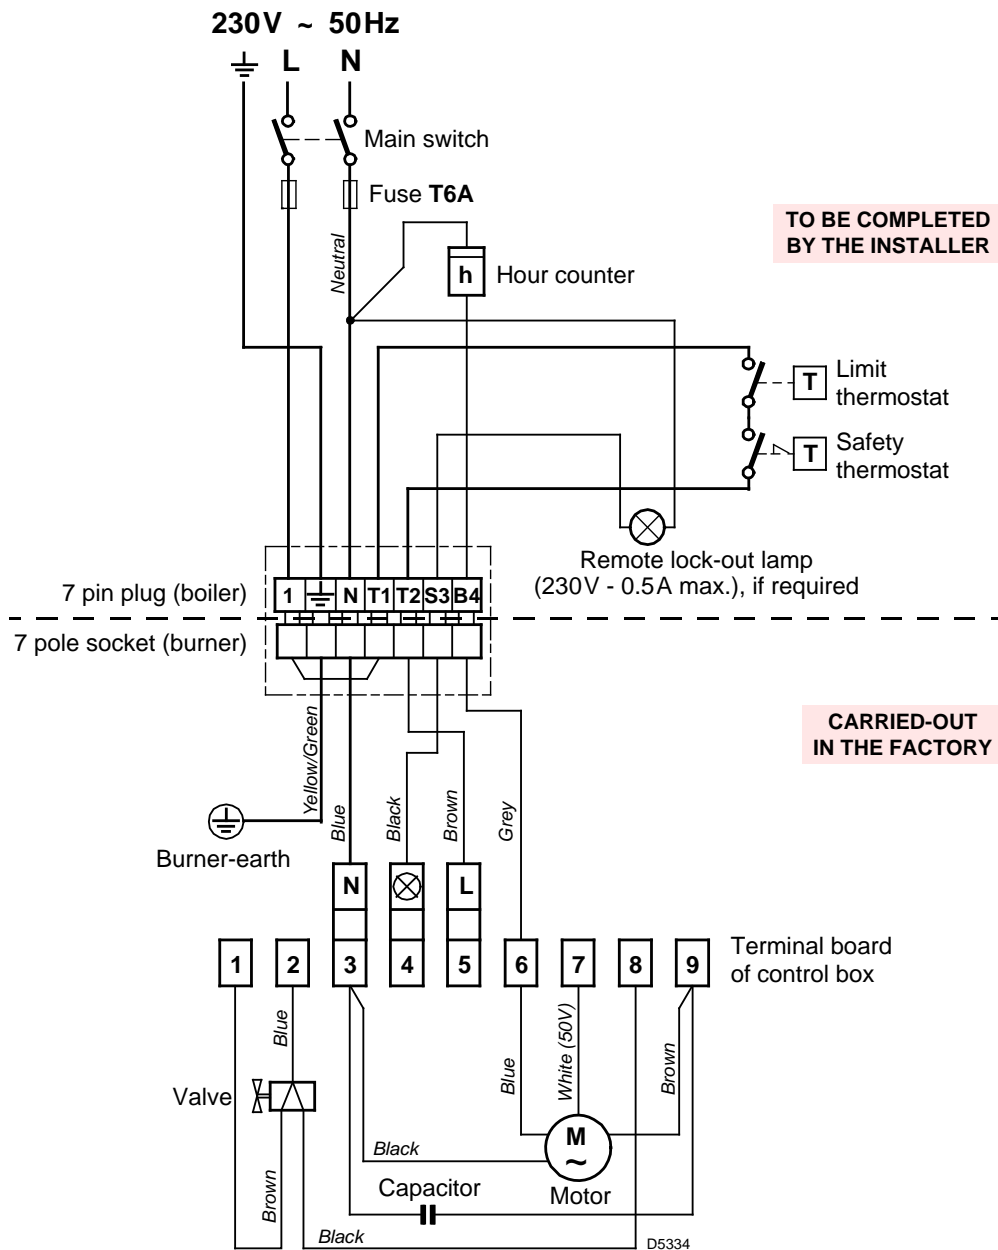 230V ~ 50Hz
L N
Main switch
Fuse T6A
TO BE COMPLETED
BY THE INSTALLER
Neutral
h
Hour counter
T
Limit
thermostat
T
Safety
thermostat
Remote lock-out lamp
(230V - 0.5A max.), if required
7 pin plug (boiler)
1 N T1 T2 S3 B4
7 pole socket (burner)
CARRIED-OUT
IN THE FACTORY
Yellow/Green
Blue
Black
Brown
Grey
Burner-earth
N L
1 2 3 4 5 6 7 8 9
Terminal board
of control box
Blue
Blue
White (50V)
Brown
Valve
M
~
Black
Capacitor
Motor
Brown
Black
D5334